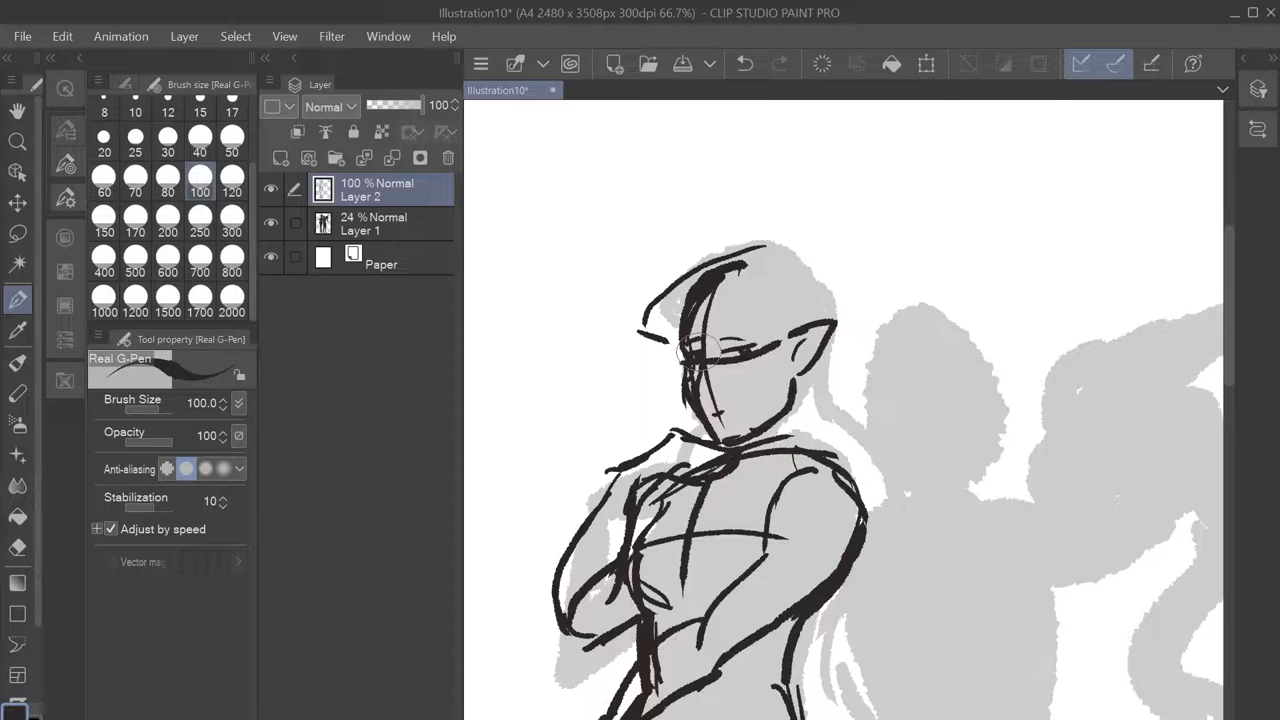 Illustration10* (A4 2480 x 3508px 300dpi 66.7%) - CLIP STUDIO PAINT PRO
File Edit Animation Layer Select View Filter Window Help
Brush size [Real G-Pe
Layer
Illustration10*
8 10 12 15 17
Normal 100
20 25 30 40 50
60 70 80 100 120
100 % Normal
Layer 2
150 170 200 250 300
24 % Normal
Layer 1
400 500 600 700 800
Paper
1000 1200 1500 1700 2000
Tool property [Real G-Pen]
Real G-Pen
Brush Size 100.0
Opacity 100
Anti-aliasing
Stabilization 10
Adjust by speed
Vector mag